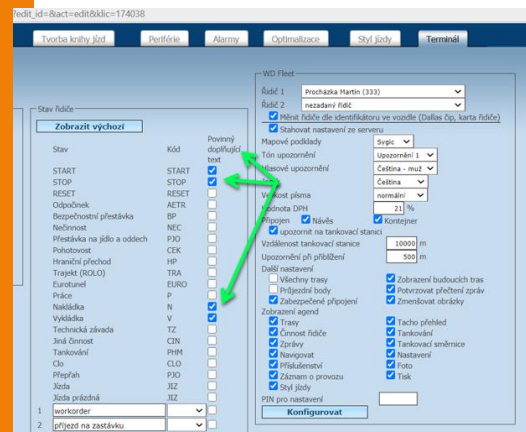 ?edit_id=&act=edit&klic=174038
Tvorba knihy jízd Periférie Alarmy Optimalizace Styl jízdy Terminál
Stav řidiče
Zobrazit výchozí
Stav Kód Povinný doplňující text
START START
STOP STOP
RESET RESET
Odpočinek AETR
Bezpečnostní přestávka BP
Nečinnost NEC
Přestávka na jídlo a oddech PJO
Pohotovost CEK
Hraniční přechod HP
Trajekt (ROLO) TRA
Eurotunel EURO
Práce P
Nakládka N
Vykládka V
Technická závada TZ
Jiná činnost CIN
Tankování PHM
Clo CLO
Přepřah PJO
Jízda JIZ
Jízda prázdná JIZ
1 workorder
2 příjezd na zastávku
WD Fleet
Řidič 1 Procházka Martin (333)
Řidič 2 nezadaný řidič
Měnit řidiče dle identifikátoru ve vozidle (Dallas čip, karta řidiče)
Stahovat nastavení ze serveru
Mapové podklady Sygic
Tón upozornění Upozornění 1
Hlasové upozornění Čeština - muž
Čeština
Velikost písma normální
Hodnota DPH 21 %
Připojen Návěs Kontejner
upozornit na tankovací stanici
Vzdálenost tankovací stanice 10000 m
Upozornění při přiblížení 500 m
Další nastavení
Všechny trasy Zobrazení budoucích tras
Průjezdní body Potvrzovat přečtení zpráv
Zabezpečené připojení Zmenšovat obrázky
Zobrazení agend
Trasy Tacho přehled
Činnost řidiče Tankování
Zprávy Tankovací směrnice
Navigovat Nastavení
Příslušenství Foto
Záznam o provozu Tisk
Styl jízdy
PIN pro nastavení
Konfigurovat